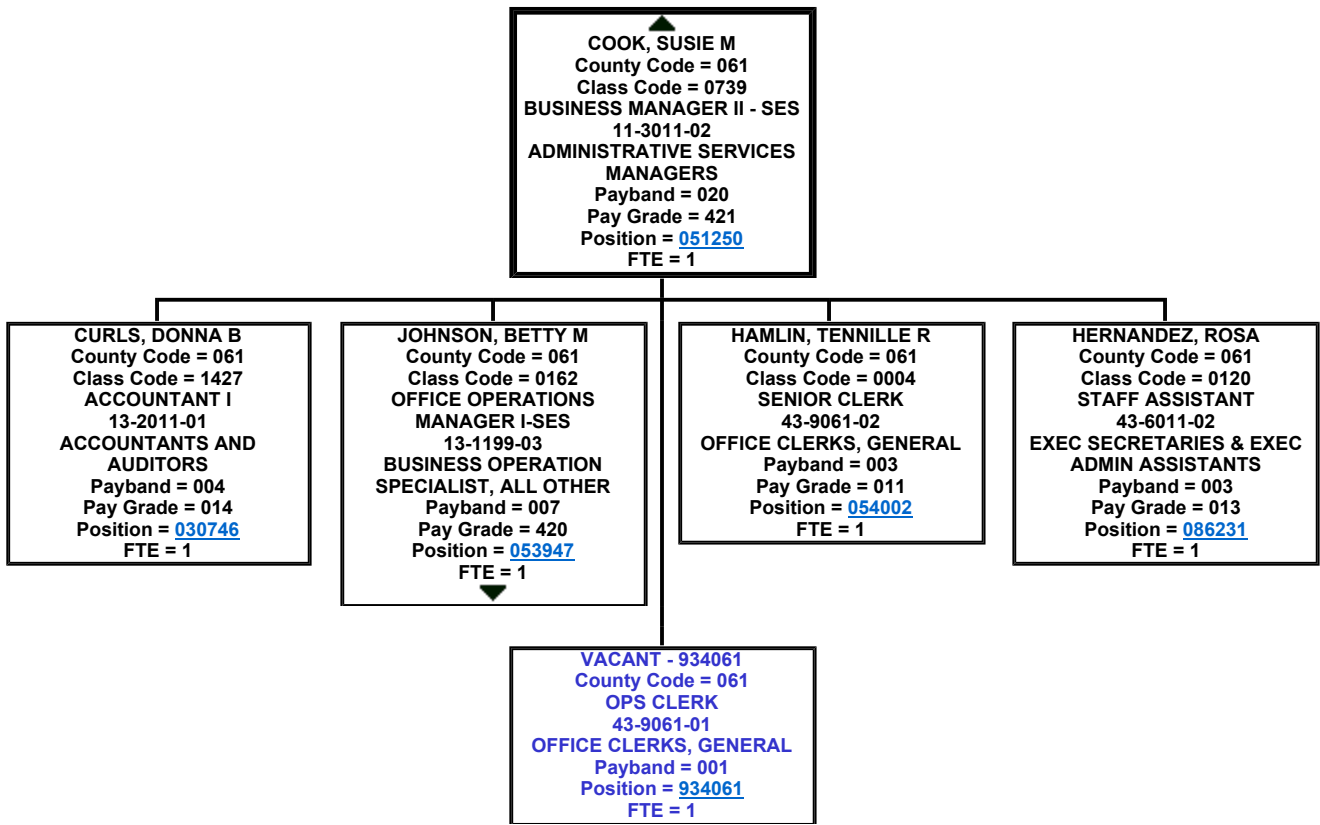 COOK, SUSIE M
County Code = 061
Class Code = 0739
BUSINESS MANAGER II - SES
11-3011-02
ADMINISTRATIVE SERVICES
MANAGERS
Payband = 020
Pay Grade = 421
Position = 051250
FTE = 1
CURLS, DONNA B
County Code = 061
Class Code = 1427
ACCOUNTANT I
13-2011-01
ACCOUNTANTS AND
AUDITORS
Payband = 004
Pay Grade = 014
Position = 030746
FTE = 1
JOHNSON, BETTY M
County Code = 061
Class Code = 0162
OFFICE OPERATIONS
MANAGER I-SES
13-1199-03
BUSINESS OPERATION
SPECIALIST, ALL OTHER
Payband = 007
Pay Grade = 420
Position = 053947
FTE = 1
HAMLIN, TENNILLE R
County Code = 061
Class Code = 0004
SENIOR CLERK
43-9061-02
OFFICE CLERKS, GENERAL
Payband = 003
Pay Grade = 011
Position = 054002
FTE = 1
HERNANDEZ, ROSA
County Code = 061
Class Code = 0120
STAFF ASSISTANT
43-6011-02
EXEC SECRETARIES & EXEC
ADMIN ASSISTANTS
Payband = 003
Pay Grade = 013
Position = 086231
FTE = 1
VACANT - 934061
County Code = 061
OPS CLERK
43-9061-01
OFFICE CLERKS, GENERAL
Payband = 001
Position = 934061
FTE = 1